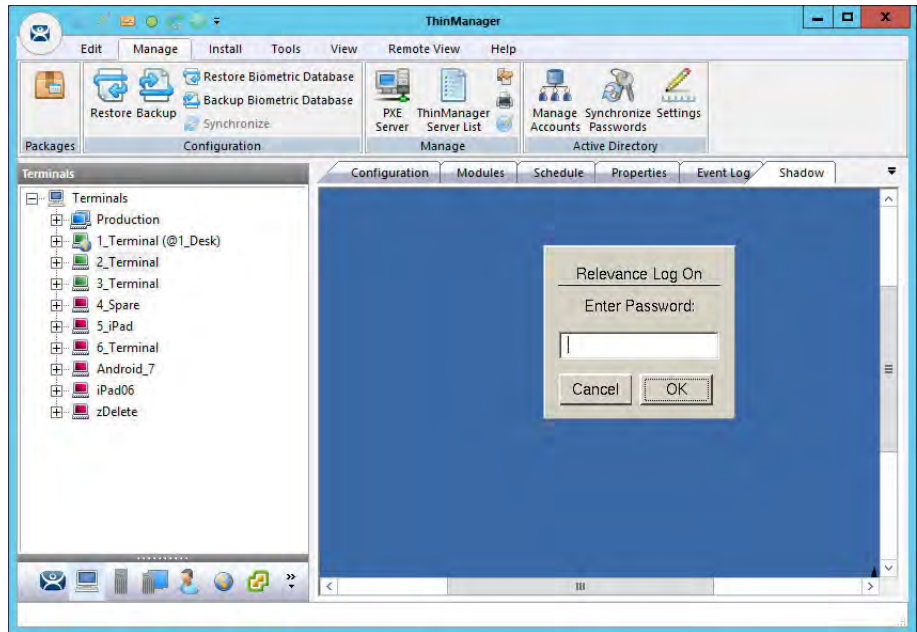 ThinManager
Edit Manage Install Tools View Remote View Help
Restore Biometric Database
Backup Biometric Database
Synchronize
Restore Backup
PXE Server
ThinManager Server List
Manage Accounts
Synchronize Passwords
Settings
Packages Configuration Manage Active Directory
Terminals
Configuration Modules Schedule Properties Event Log Shadow
Terminals
Production
1_Terminal (@1_Desk)
2_Terminal
3_Terminal
4_Spare
5_iPad
6_Terminal
Android_7
iPad06
zDelete
Relevance Log On
Enter Password:
Cancel OK